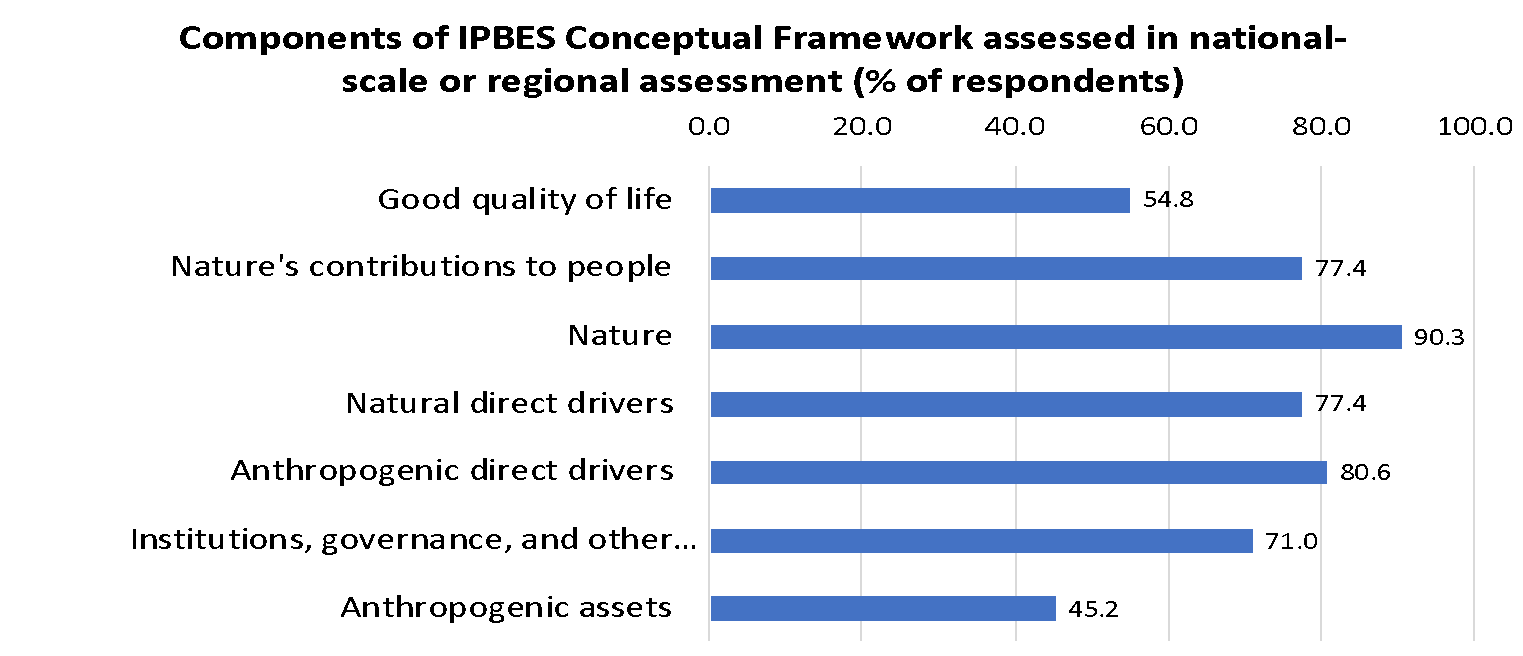 Components of IPBES Conceptual Framework assessed in national-
scale or regional assessment (% of respondents)
0.0 20.0 40.0 60.0 80.0 100.0
Good quality of life 54.8
Nature's contributions to people 77.4
Nature 90.3
Natural direct drivers 77.4
Anthropogenic direct drivers 80.6
Institutions, governance, and other... 71.0
Anthropogenic assets 45.2